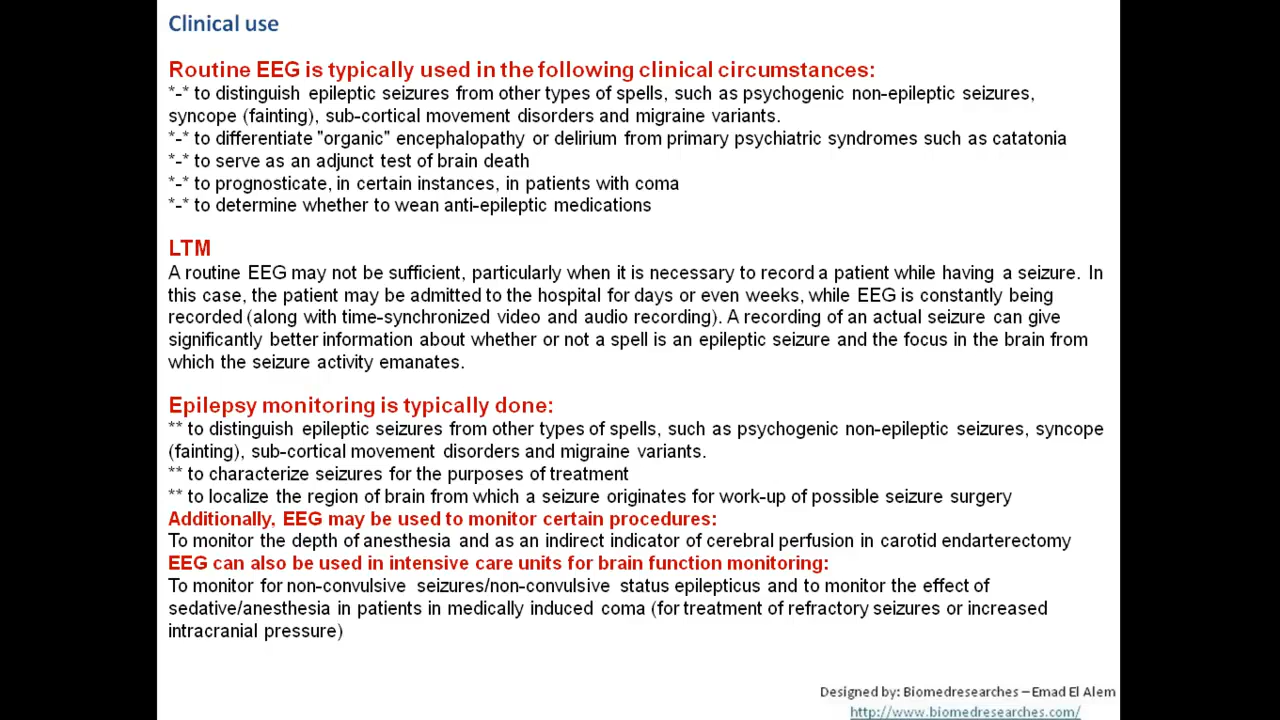 Clinical use
Routine EEG is typically used in the following clinical circumstances:
*-* to distinguish epileptic seizures from other types of spells, such as psychogenic non-epileptic seizures,
syncope (fainting), sub-cortical movement disorders and migraine variants.
*-* to differentiate "organic" encephalopathy or delirium from primary psychiatric syndromes such as catatonia
*-* to serve as an adjunct test of brain death
*-* to prognosticate, in certain instances, in patients with coma
*-* to determine whether to wean anti-epileptic medications
LTM
A routine EEG may not be sufficient, particularly when it is necessary to record a patient while having a seizure. In
this case, the patient may be admitted to the hospital for days or even weeks, while EEG is constantly being
recorded (along with time-synchronized video and audio recording). A recording of an actual seizure can give
significantly better information about whether or not a spell is an epileptic seizure and the focus in the brain from
which the seizure activity emanates.
Epilepsy monitoring is typically done:
** to distinguish epileptic seizures from other types of spells, such as psychogenic non-epileptic seizures, syncope
(fainting), sub-cortical movement disorders and migraine variants.
** to characterize seizures for the purposes of treatment
** to localize the region of brain from which a seizure originates for work-up of possible seizure surgery
Additionally, EEG may be used to monitor certain procedures:
To monitor the depth of anesthesia and as an indirect indicator of cerebral perfusion in carotid endarterectomy
EEG can also be used in intensive care units for brain function monitoring:
To monitor for non-convulsive seizures/non-convulsive status epilepticus and to monitor the effect of
sedative/anesthesia in patients in medically induced coma (for treatment of refractory seizures or increased
intracranial pressure)
Designed by: Biomedresearches – Emad El Alem
http://www.biomedresearches.com/